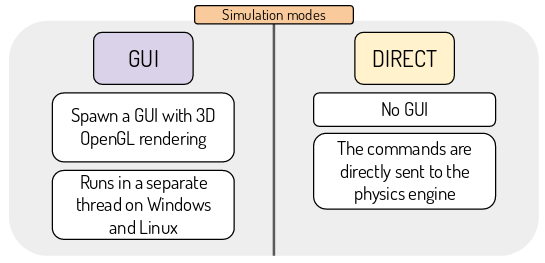 Simulation modes
GUI
Spawn a GUI with 3D
OpenGL rendering
Runs in a separate
thread on Windows
and Linux
DIRECT
No GUI
The commands are
directly sent to the
physics engine